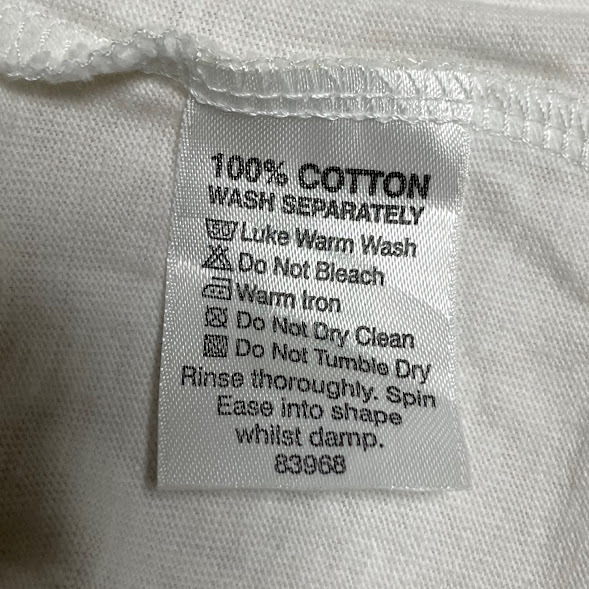 100% COTTON
WASH SEPARATELY
Luke Warm Wash
Do Not Bleach
Warm Iron
Do Not Dry Clean
Do Not Tumble Dry
Rinse thoroughly. Spin
Ease into shape
whilst damp.
83968